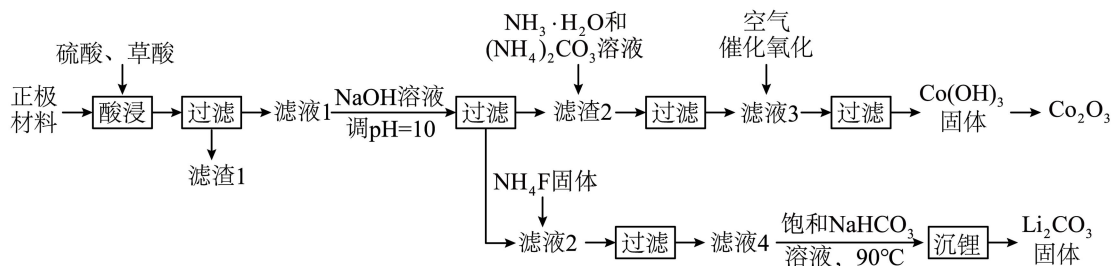 NH₃·H₂O和
(NH₄)₂CO₃溶液
空气
催化氧化
硫酸、草酸
正极
材料
酸浸
过滤
滤液1
NaOH溶液
调pH=10
过滤
滤渣2
过滤
滤液3
过滤
Co(OH)₃
固体
Co₂O₃
滤渣1
NH₄F固体
滤液2
过滤
滤液4
饱和NaHCO₃
溶液，90℃
沉锂
Li₂CO₃
固体